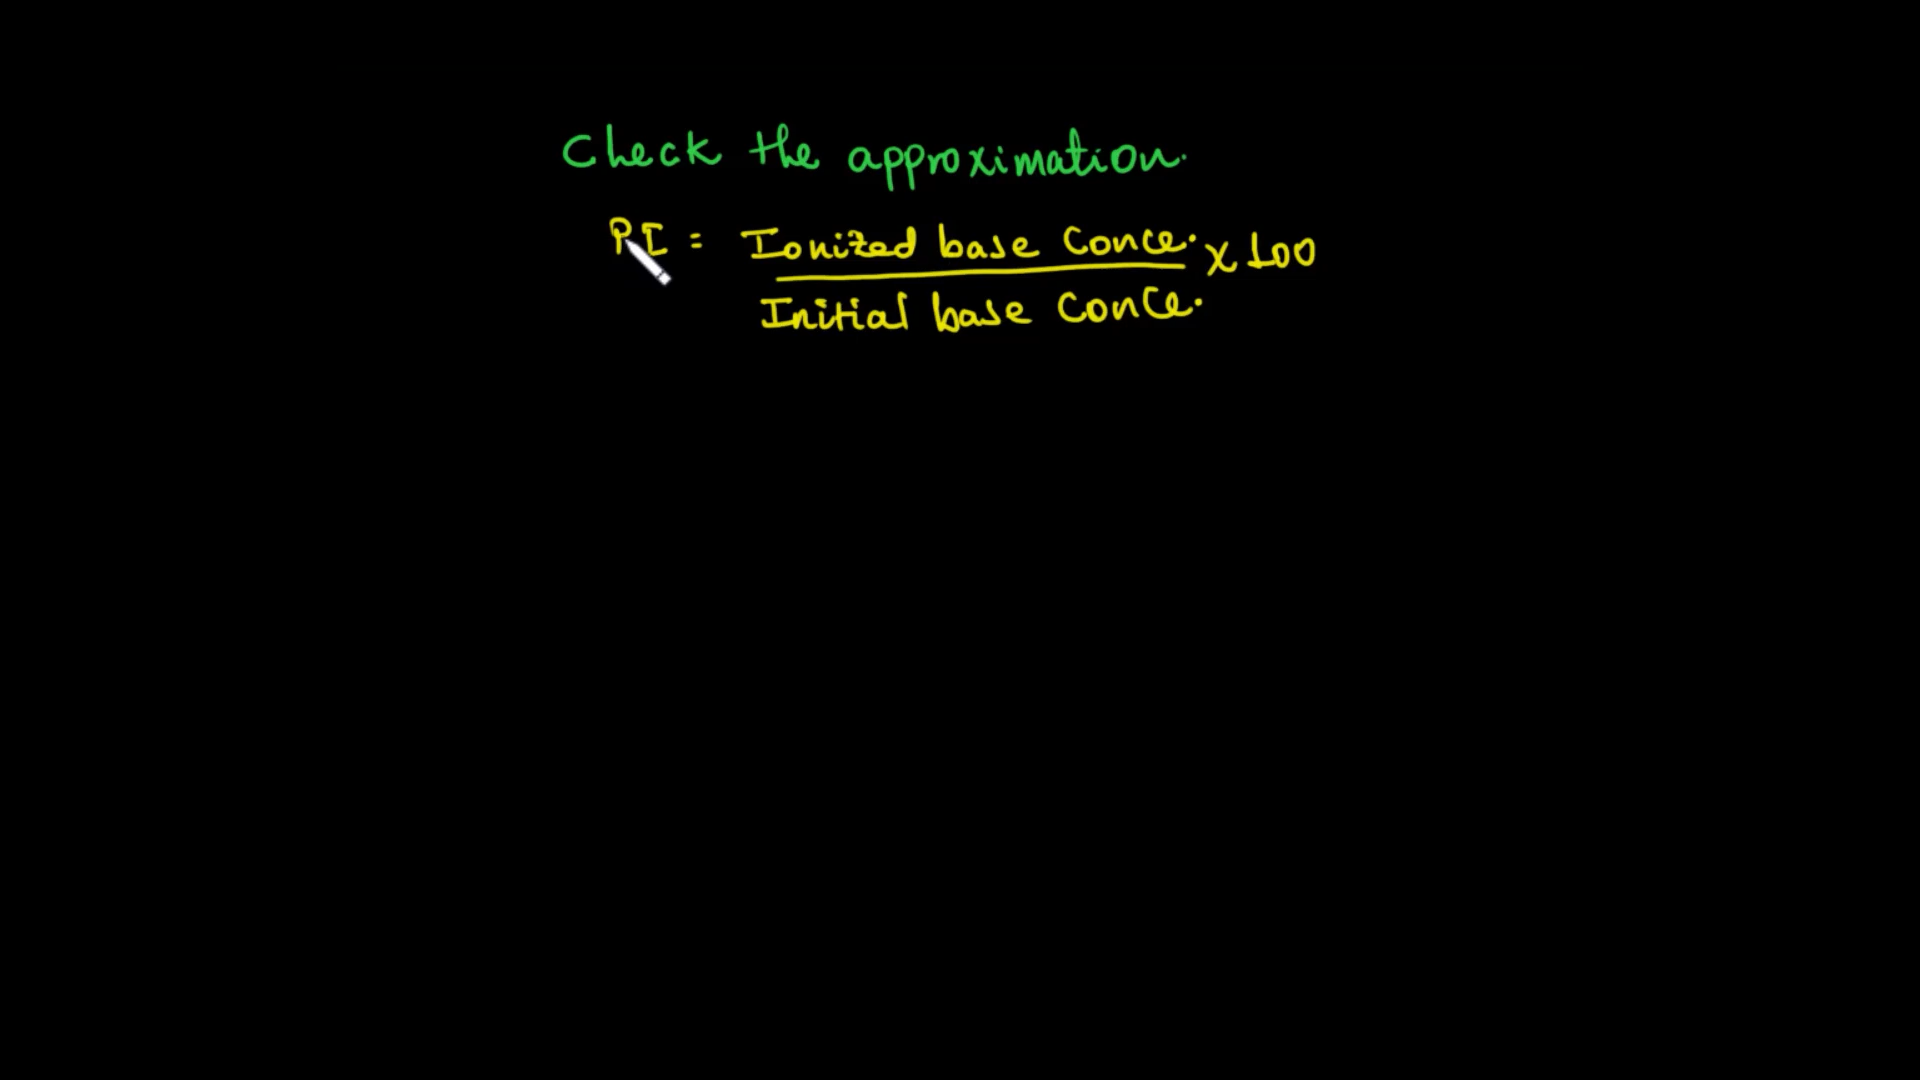 Check the approximation.
PI = Ionized base Conce. x 100
Initial base Conce.